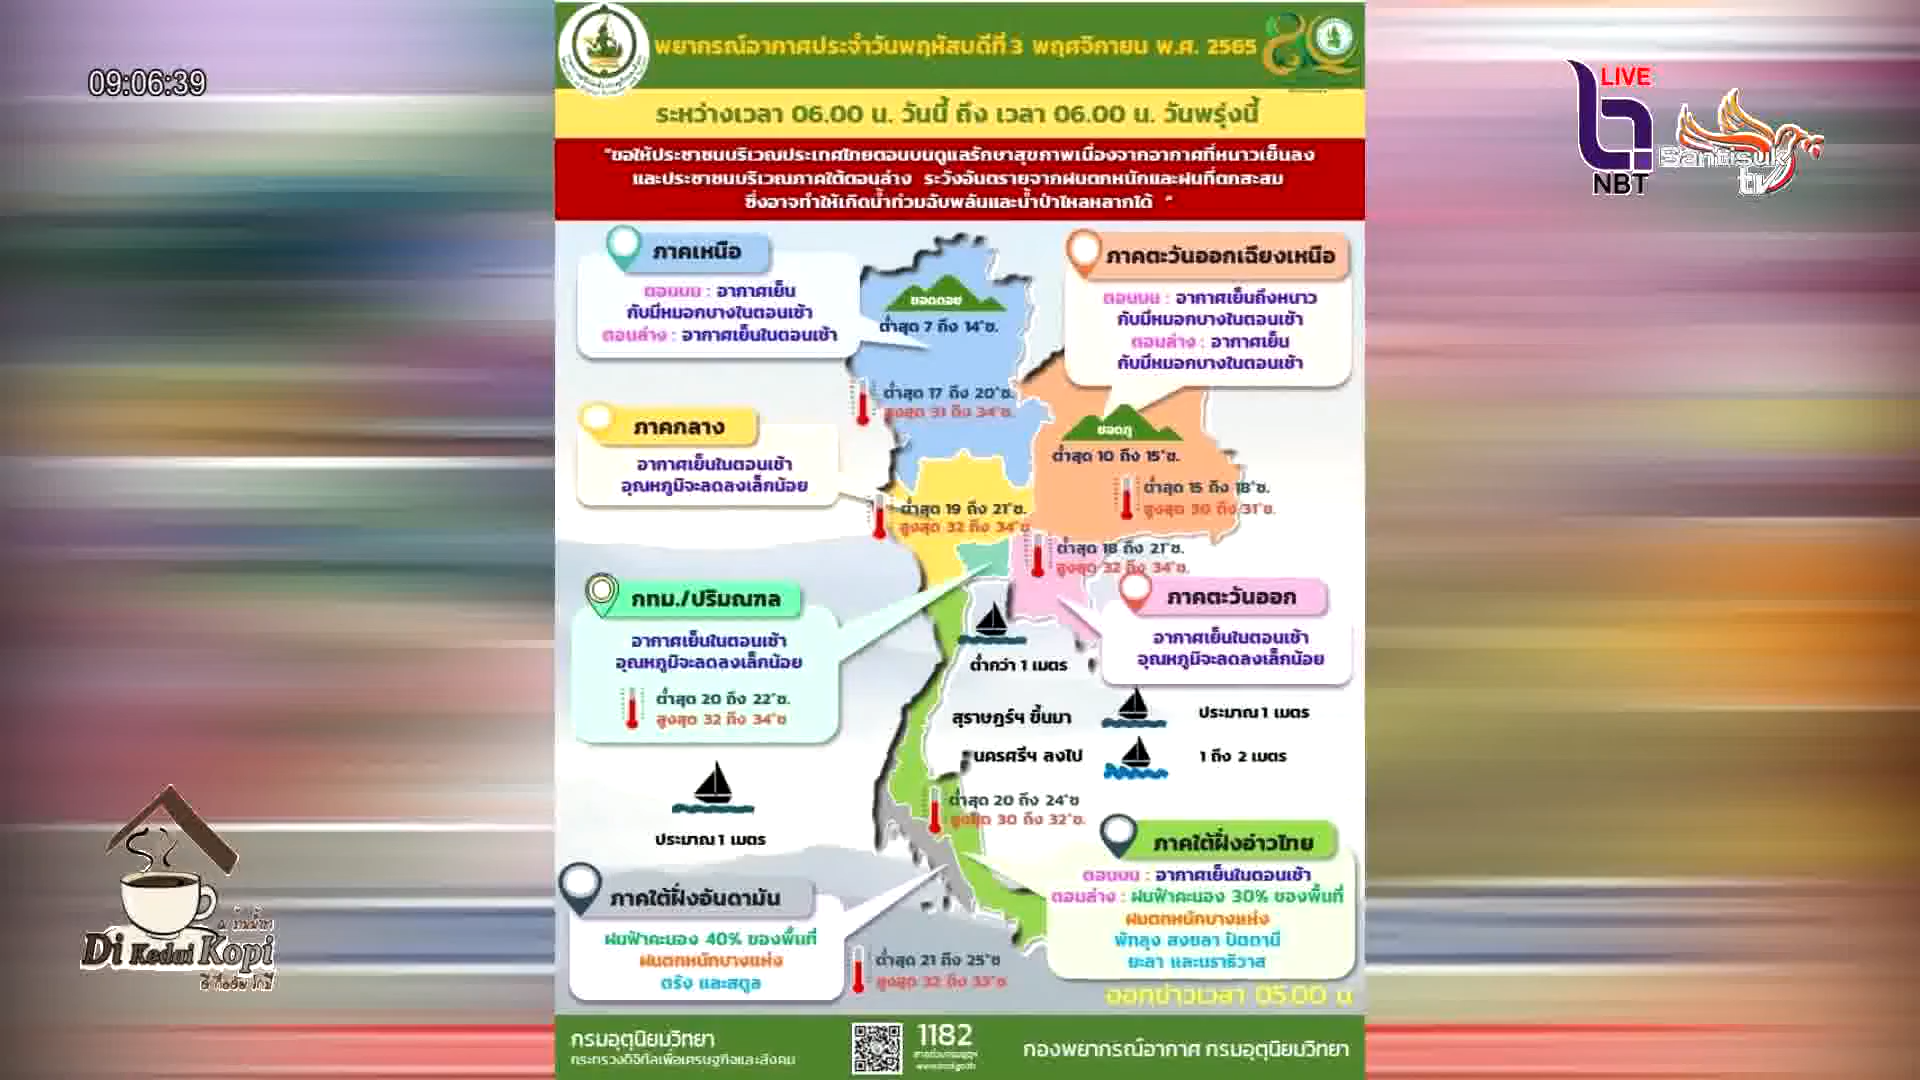 09:06:39
LIVE
NBT
Santisuk
tv
พยากรณ์อากาศประจำวันพฤหัสบดีที่ 3 พฤศจิกายน พ.ศ. 2565
ระหว่างเวลา 06.00 น. วันนี้ ถึง เวลา 06.00 น. วันพรุ่งนี้
"ขอให้ประชาชนบริเวณประเทศไทยตอนบนดูแลรักษาสุขภาพเนื่องจากอากาศที่หนาวเย็นลง
และประชาชนบริเวณภาคใต้ตอนล่าง ระวังอันตรายจากฝนตกหนักและฝนที่ตกสะสม
ซึ่งอาจทำให้เกิดน้ำท่วมฉับพลันและน้ำป่าไหลหลากได้ "
ภาคเหนือ
ตอนบน : อากาศเย็น
กับมีหมอกบางในตอนเช้า
ตอนล่าง : อากาศเย็นในตอนเช้า
ยอดดอย
ต่ำสุด 7 ถึง 14°ซ.
ต่ำสุด 17 ถึง 20°ซ.
สูงสุด 31 ถึง 34°ซ.
ภาคตะวันออกเฉียงเหนือ
ตอนบน : อากาศเย็นถึงหนาว
กับมีหมอกบางในตอนเช้า
ตอนล่าง : อากาศเย็น
กับมีหมอกบางในตอนเช้า
ยอดภู
ต่ำสุด 10 ถึง 15°ซ.
ต่ำสุด 15 ถึง 18°ซ.
สูงสุด 30 ถึง 31°ซ.
ภาคกลาง
อากาศเย็นในตอนเช้า
อุณหภูมิจะลดลงเล็กน้อย
ต่ำสุด 19 ถึง 21°ซ.
สูงสุด 32 ถึง 34°ซ
ต่ำสุด 18 ถึง 21°ซ.
สูงสุด 32 ถึง 34°ซ.
กทม./ปริมณฑล
อากาศเย็นในตอนเช้า
อุณหภูมิจะลดลงเล็กน้อย
ต่ำสุด 20 ถึง 22°ซ.
สูงสุด 32 ถึง 34°ซ
ภาคตะวันออก
อากาศเย็นในตอนเช้า
อุณหภูมิจะลดลงเล็กน้อย
ต่ำกว่า 1 เมตร
สุราษฎร์ฯ ขึ้นมา
ประมาณ 1 เมตร
นครศรีฯ ลงไป
1 ถึง 2 เมตร
ประมาณ 1 เมตร
ต่ำสุด 20 ถึง 24°ซ
สูงสุด 30 ถึง 32°ซ.
ภาคใต้ฝั่งอันดามัน
ฝนฟ้าคะนอง 40% ของพื้นที่
ฝนตกหนักบางแห่ง
ตรัง และสตูล
ต่ำสุด 21 ถึง 25°ซ
สูงสุด 32 ถึง 33°ซ
ภาคใต้ฝั่งอ่าวไทย
ตอนบน : อากาศเย็นในตอนเช้า
ตอนล่าง : ฝนฟ้าคะนอง 30% ของพื้นที่
ฝนตกหนักบางแห่ง
พัทลุง สงขลา ปัตตานี
ยะลา และนราธิวาส
ออกข่าวเวลา 05.00 น
Di Kedai Kopi
กรมอุตุนิยมวิทยา
กระทรวงดิจิทัลเพื่อเศรษฐกิจและสังคม
1182
กองพยากรณ์อากาศ กรมอุตุนิยมวิทยา